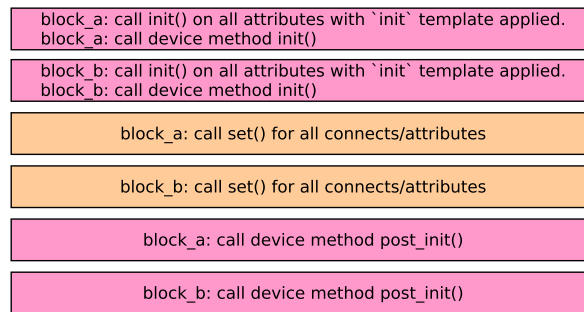 block_a: call init() on all attributes with `init` template applied.
block_a: call device method init()
block_b: call init() on all attributes with `init` template applied.
block_b: call device method init()
block_a: call set() for all connects/attributes
block_b: call set() for all connects/attributes
block_a: call device method post_init()
block_b: call device method post_init()